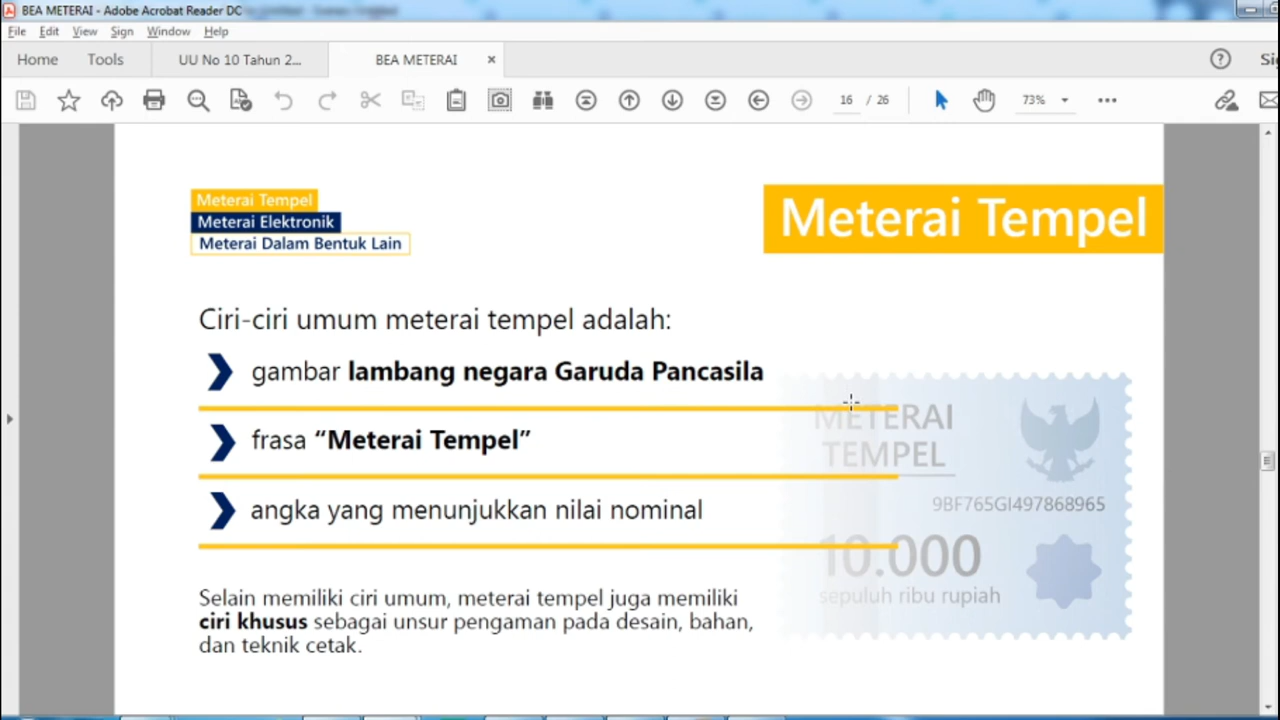 BEA METERAI - Adobe Acrobat Reader DC
File Edit View Sign Window Help
Home Tools UU No 10 Tahun 2... BEA METERAI ×
16 / 26 73%
Meterai Tempel
Meterai Elektronik
Meterai Dalam Bentuk Lain
Meterai Tempel
Ciri-ciri umum meterai tempel adalah:
gambar lambang negara Garuda Pancasila
frasa “Meterai Tempel”
angka yang menunjukkan nilai nominal
Selain memiliki ciri umum, meterai tempel juga memiliki
ciri khusus sebagai unsur pengaman pada desain, bahan,
dan teknik cetak.
METERAI
TEMPEL
9BF765GI497868965
10.000
sepuluh ribu rupiah